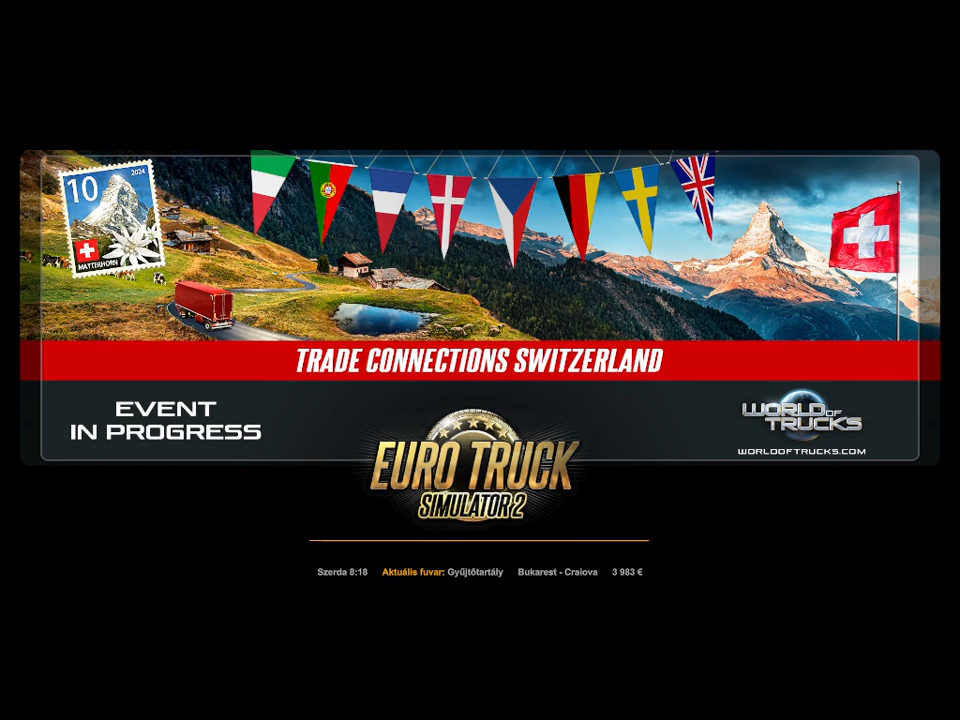 10
2024
MATTERHORN
TRADE CONNECTIONS SWITZERLAND
EVENT
IN PROGRESS
WORLD OF
TRUCKS
WORLDOFTRUCKS.COM
EURO TRUCK
SIMULATOR 2
Szerda 8:18 Aktuális fuvar: Gyűjtőtartály Bukarest - Craiova 3 983 €